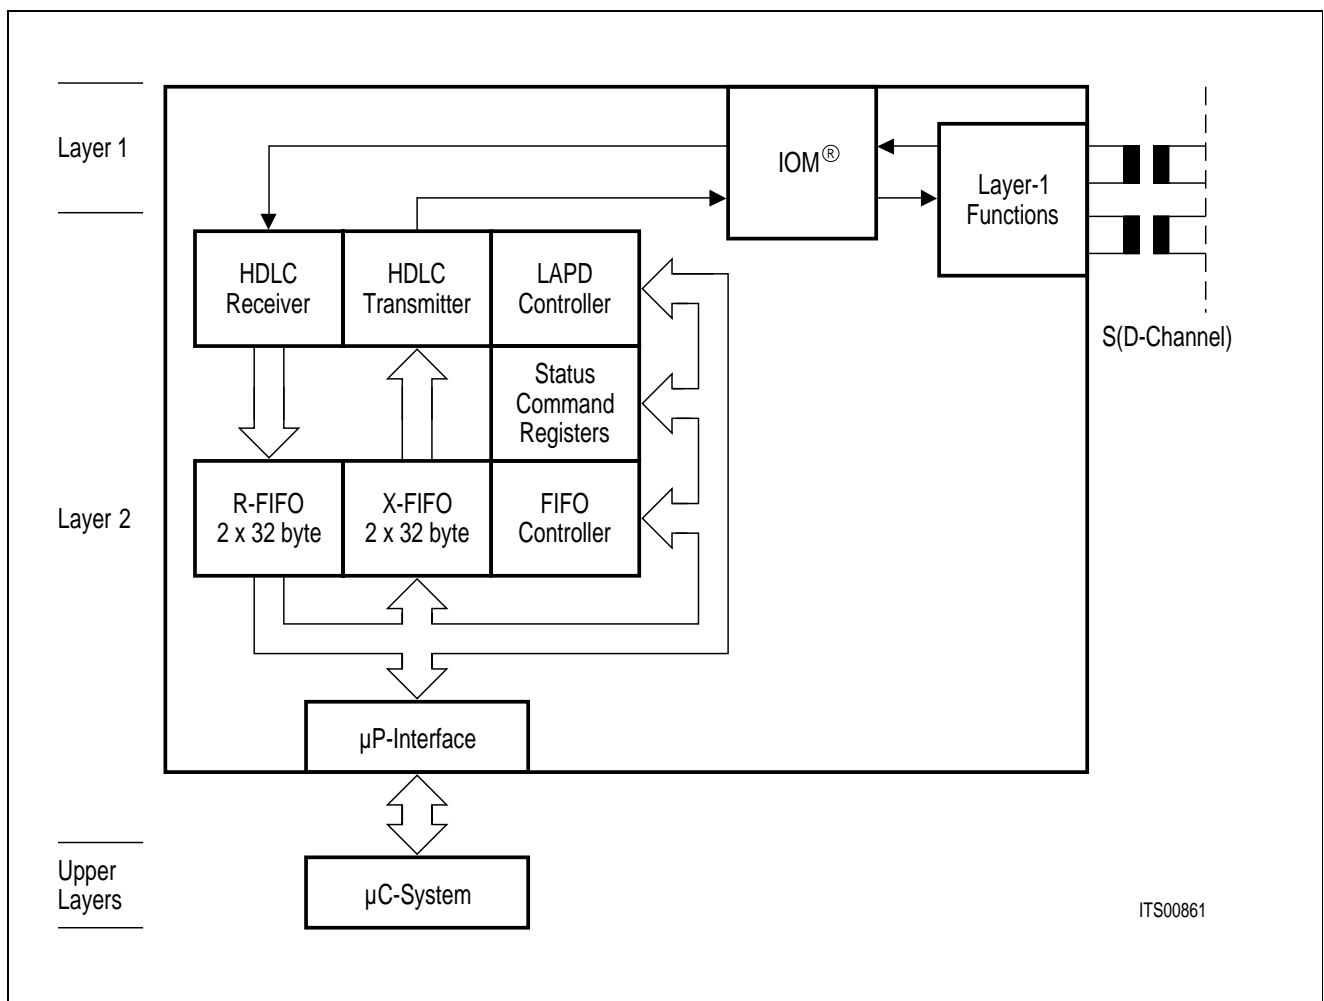 Layer 1
IOM®
Layer-1
Functions
HDLC
Receiver
HDLC
Transmitter
LAPD
Controller
S(D-Channel)
Status
Command
Registers
Layer 2
R-FIFO
2 x 32 byte
X-FIFO
2 x 32 byte
FIFO
Controller
µP-Interface
Upper
Layers
µC-System
ITS00861